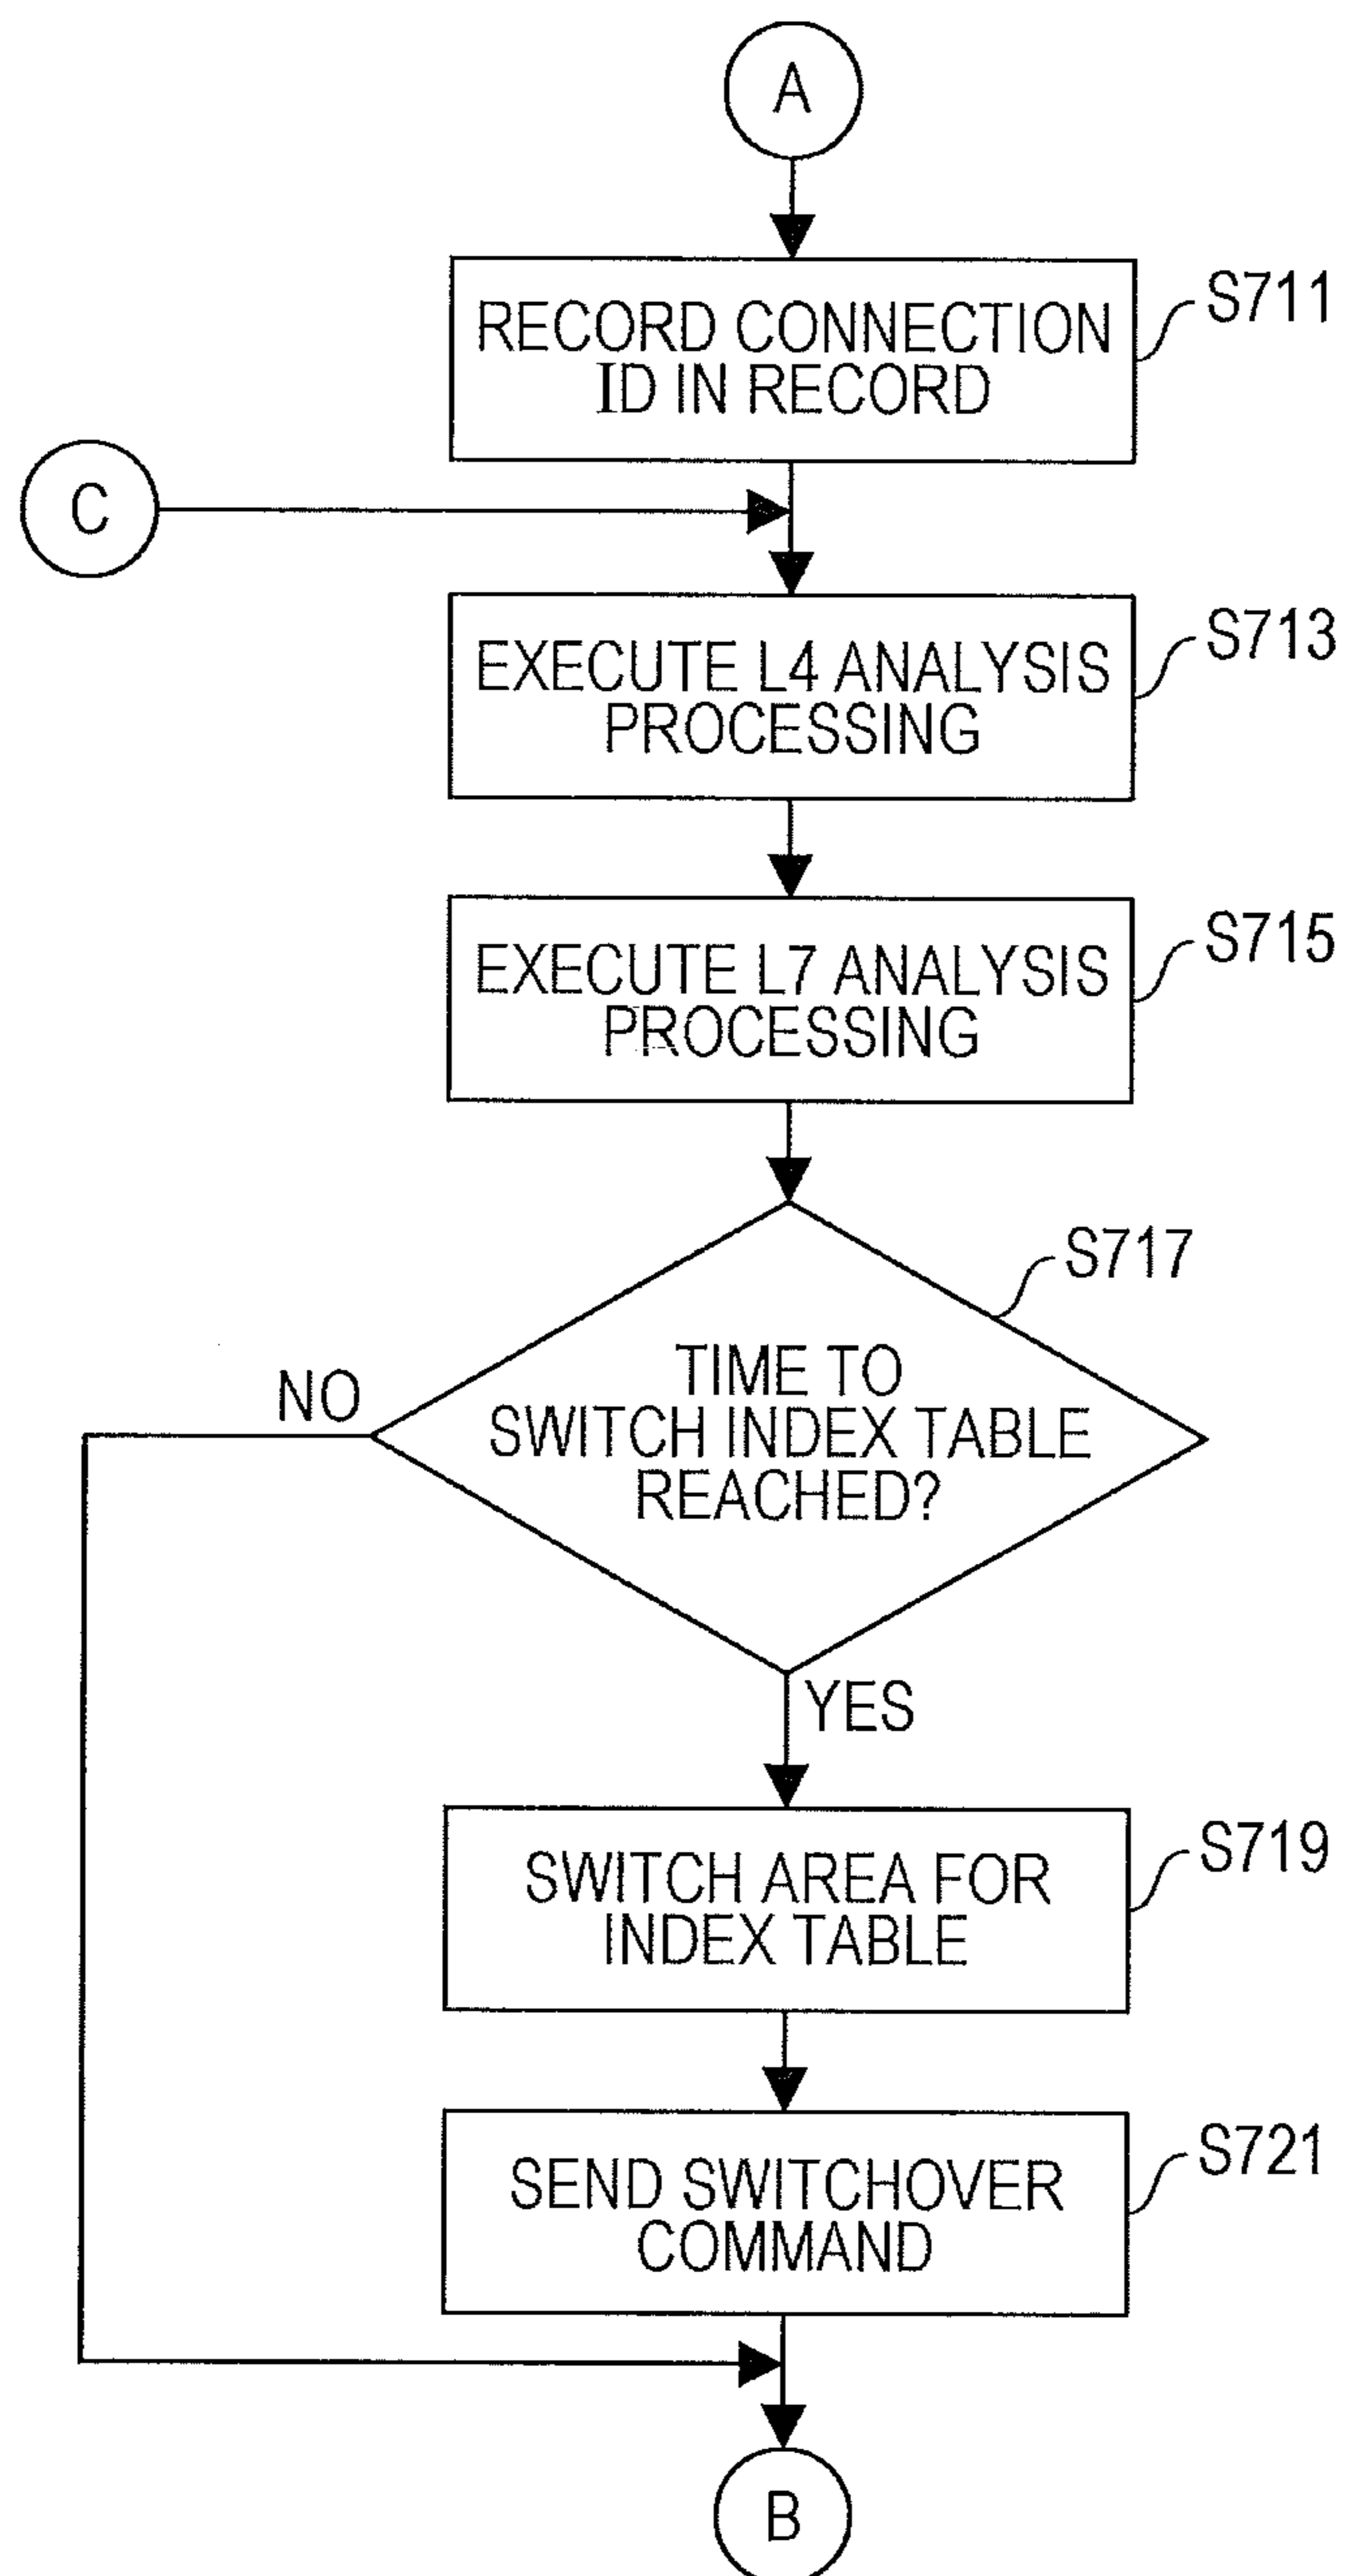 A
RECORD CONNECTION
ID IN RECORD
S711
C
EXECUTE L4 ANALYSIS
PROCESSING
S713
EXECUTE L7 ANALYSIS
PROCESSING
S715
S717
TIME TO
SWITCH INDEX TABLE
REACHED?
NO
YES
SWITCH AREA FOR
INDEX TABLE
S719
SEND SWITCHOVER
COMMAND
S721
B